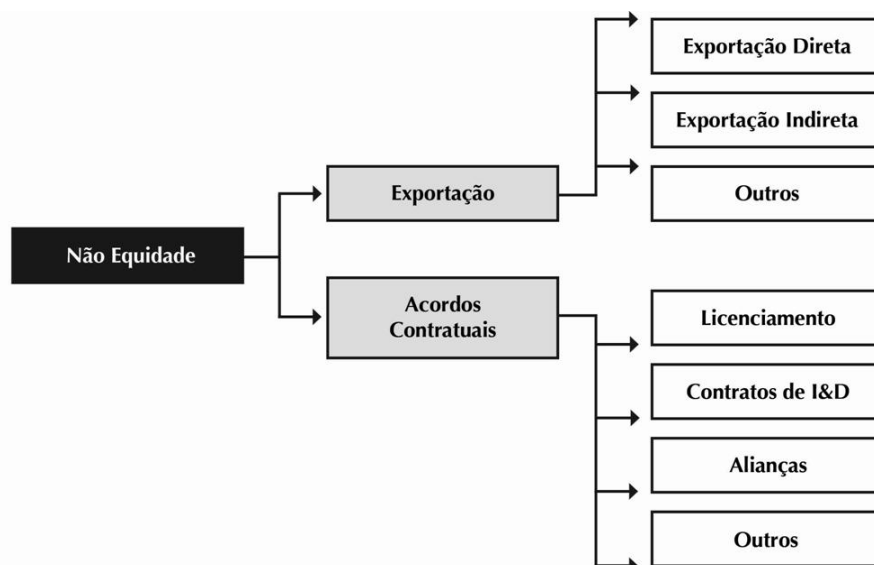 Exportação Direta
Exportação Indireta
Exportação
Outros
Não Equidade
Acordos
Contratuais
Licenciamento
Contratos de I&D
Alianças
Outros